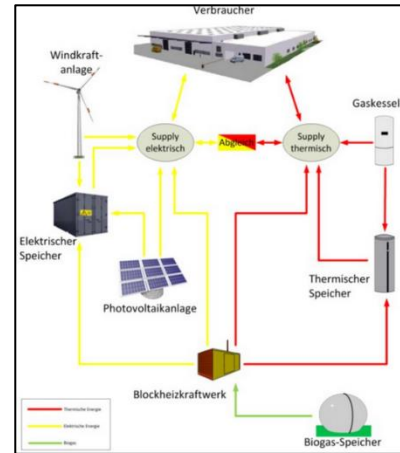 Verbraucher
Windkraft-
anlage
Gaskessel
Supply
elektrisch
Abgleich
Supply
thermisch
Elektrischer
Speicher
Photovoltaikanlage
Thermischer
Speicher
Blockheizkraftwerk
Biogas-Speicher
Thermische Energie
Elektrische Energie
Biogas